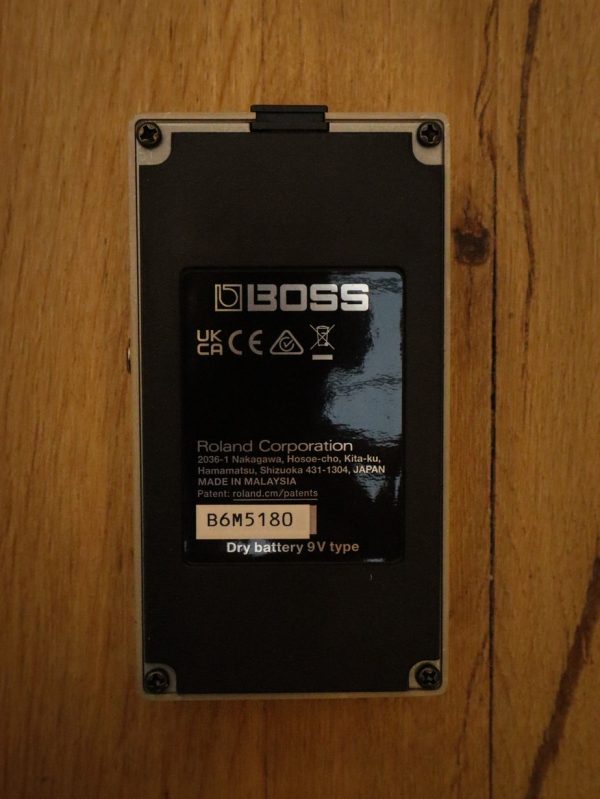 BOSS
UK
CA CE
Roland Corporation
2036-1 Nakagawa, Hosoe-cho, Kita-ku,
Hamamatsu, Shizuoka 431-1304, JAPAN
MADE IN MALAYSIA
Patent: roland.cm/patents
B6M5180
Dry battery 9V type